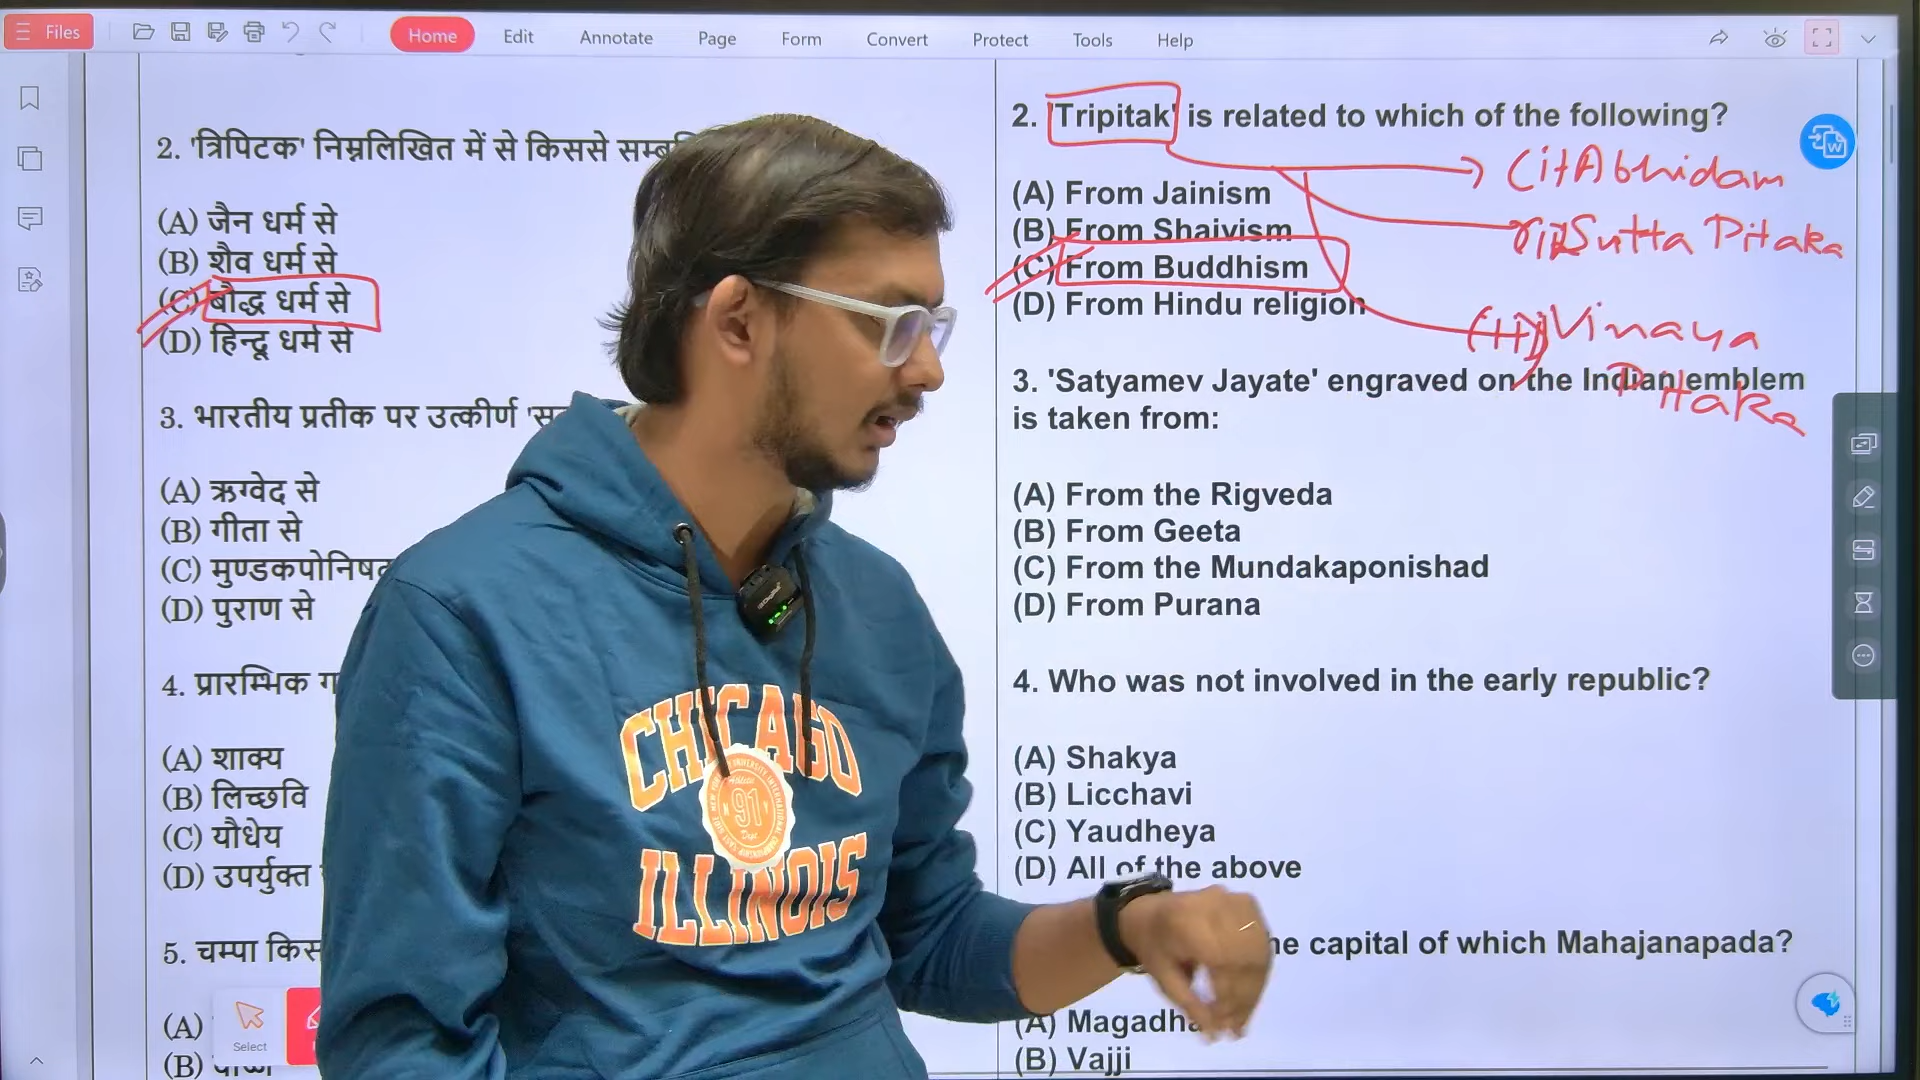 Files
Home Edit Annotate Page Form Convert Protect Tools Help
2. 'त्रिपिटक' निम्नलिखित में से किससे
(A) जैन धर्म से
(B) शैव धर्म से
(C) बौद्ध धर्म से
(D) हिन्दू धर्म से
3. भारतीय प्रतीक पर उत्कीर्ण
(A) ऋग्वेद से
(B) गीता से
(C)
(D) पुराण से
4. प्रारम्भिक
(A) शाक्य
(B) लिच्छवि
(C) यौधेय
(D) उपर्युक्त
5. चम्पा
(A)
(B)
Select
2. 'Tripitak' is related to which of the following?
(A) From Jainism
(B) From Shaivism
(C) From Buddhism
(D) From Hindu religion
Abhidam
Sutta Pitaka
Vinaya
Pitaka
3. 'Satyamev Jayate' engraved on the Indian emblem
is taken from:
(A) From the Rigveda
(B) From Geeta
(C) From the Mundakaponishad
(D) From Purana
4. Who was not involved in the early republic?
(A) Shakya
(B) Licchavi
(C) Yaudheya
(D) All of the above
capital of which Mahajanapada?
(A) Magadha
(B) Vajji
CHICAGO
91
Dept
ILLINOIS